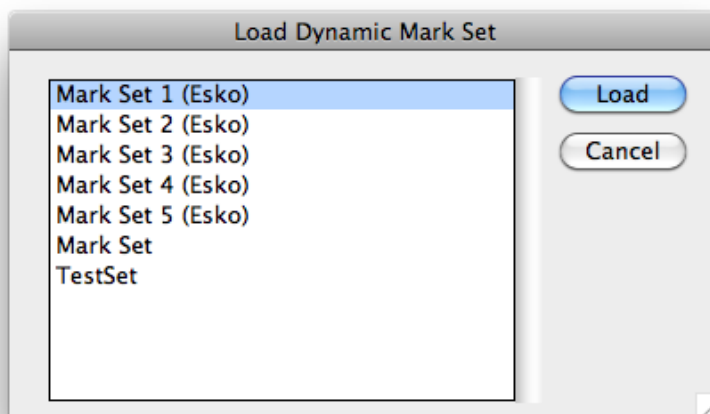 Load Dynamic Mark Set
Mark Set 1 (Esko)
Mark Set 2 (Esko)
Mark Set 3 (Esko)
Mark Set 4 (Esko)
Mark Set 5 (Esko)
Mark Set
TestSet
Load
Cancel